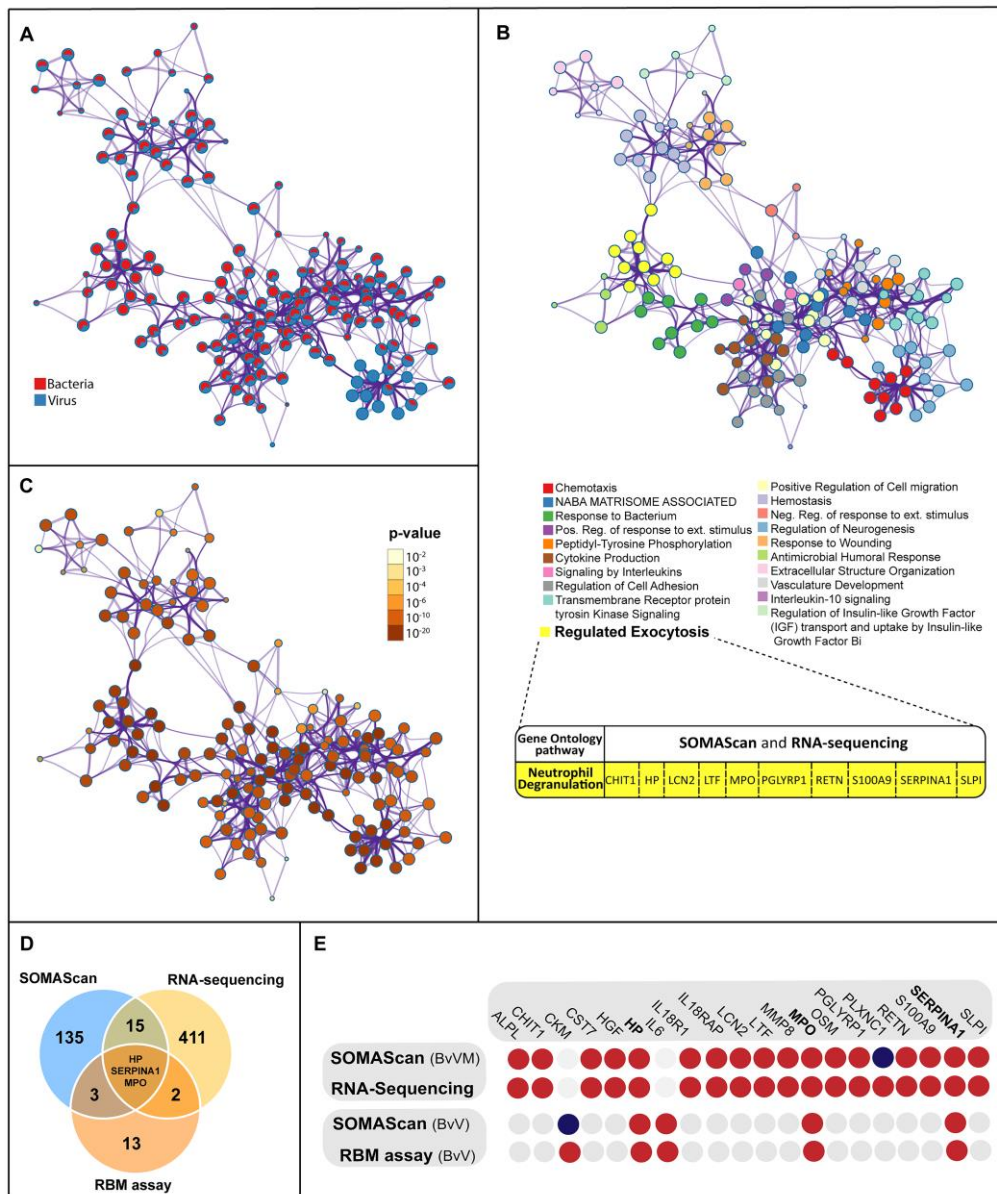 A
Bacteria
Virus
B
Chemotaxis
NABA MATRISOME ASSOCIATED
Response to Bacterium
Pos. Reg. of response to ext. stimulus
Peptidyl-Tyrosine Phosphorylation
Cytokine Production
Signaling by Interleukins
Regulation of Cell Adhesion
Transmembrane Receptor protein
tyrosin Kinase Signaling
Regulated Exocytosis
Positive Regulation of Cell migration
Hemostasis
Neg. Reg. of response to ext. stimulus
Regulation of Neurogenesis
Response to Wounding
Antimicrobial Humoral Response
Extracellular Structure Organization
Vasculature Development
Interleukin-10 signaling
Regulation of Insulin-like Growth Factor
(IGF) transport and uptake by Insulin-like
Growth Factor Bi
Gene Ontology
pathway
SOMAScan and RNA-sequencing
Neutrophil
Degranulation
CHIT1 HP LCN2 LTF MPO PGLYRP1 RETN S100A9 SERPINA1 SLPI
C
p-value
10-2
10-3
10-4
10-6
10-10
10-20
D
SOMAScan
RNA-sequencing
135
15
411
HP
SERPINA1
MPO
3
2
13
RBM assay
E
ALPL
CHIT1
CKM
CST7
HGF
HP
IL6
IL18R1
IL18RAP
LCN2
LTF
MMP8
MPO
OSM
PGLYRP1
PLXNC1
RETN
S100A9
SERPINA1
SLPI
SOMAScan (BvVM)
RNA-Sequencing
SOMAScan (BvV)
RBM assay (BvV)